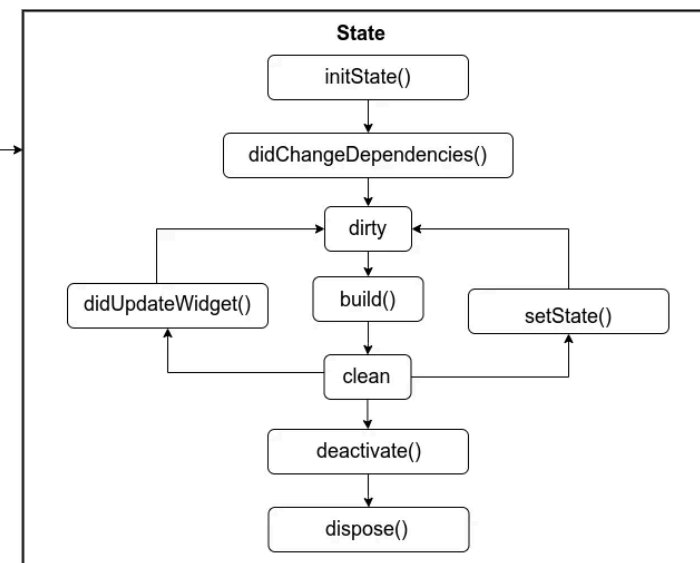 State
initState()
didChangeDependencies()
dirty
didUpdateWidget()
build()
setState()
clean
deactivate()
dispose()